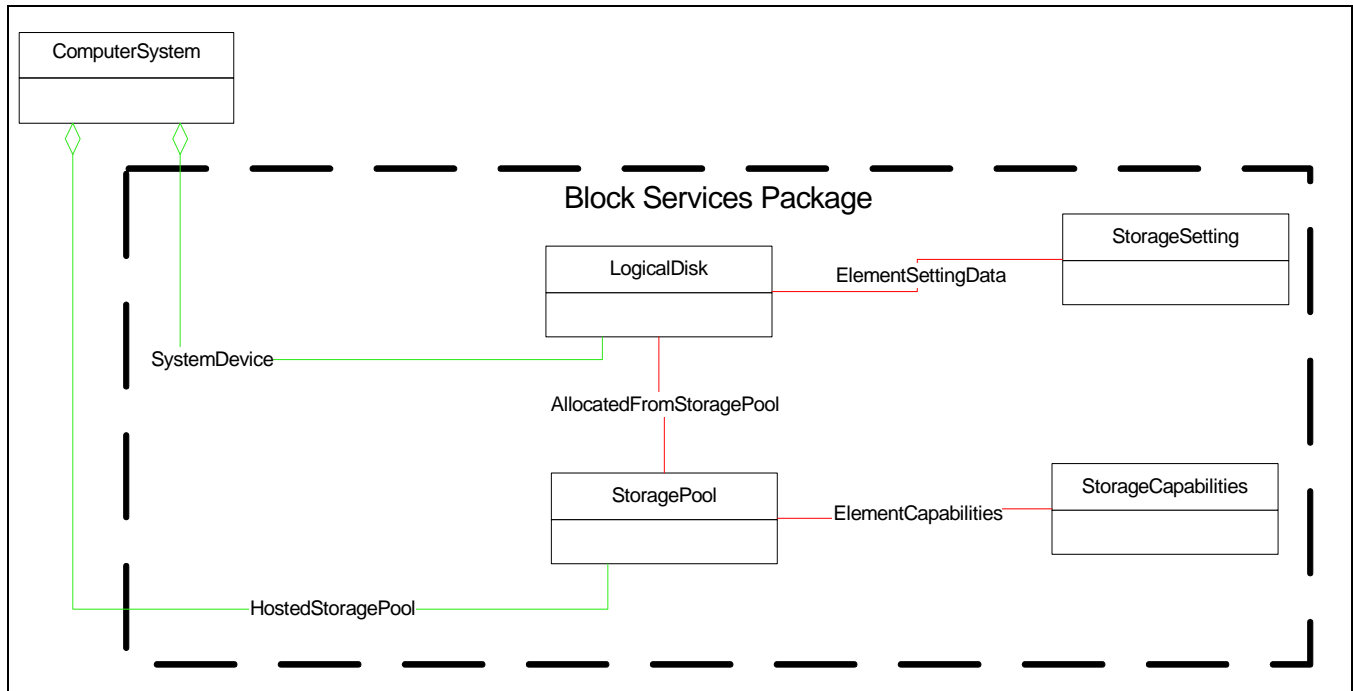 ComputerSystem
Block Services Package
StorageSetting
LogicalDisk
ElementSettingData
SystemDevice
AllocatedFromStoragePool
StorageCapabilities
StoragePool
ElementCapabilities
HostedStoragePool